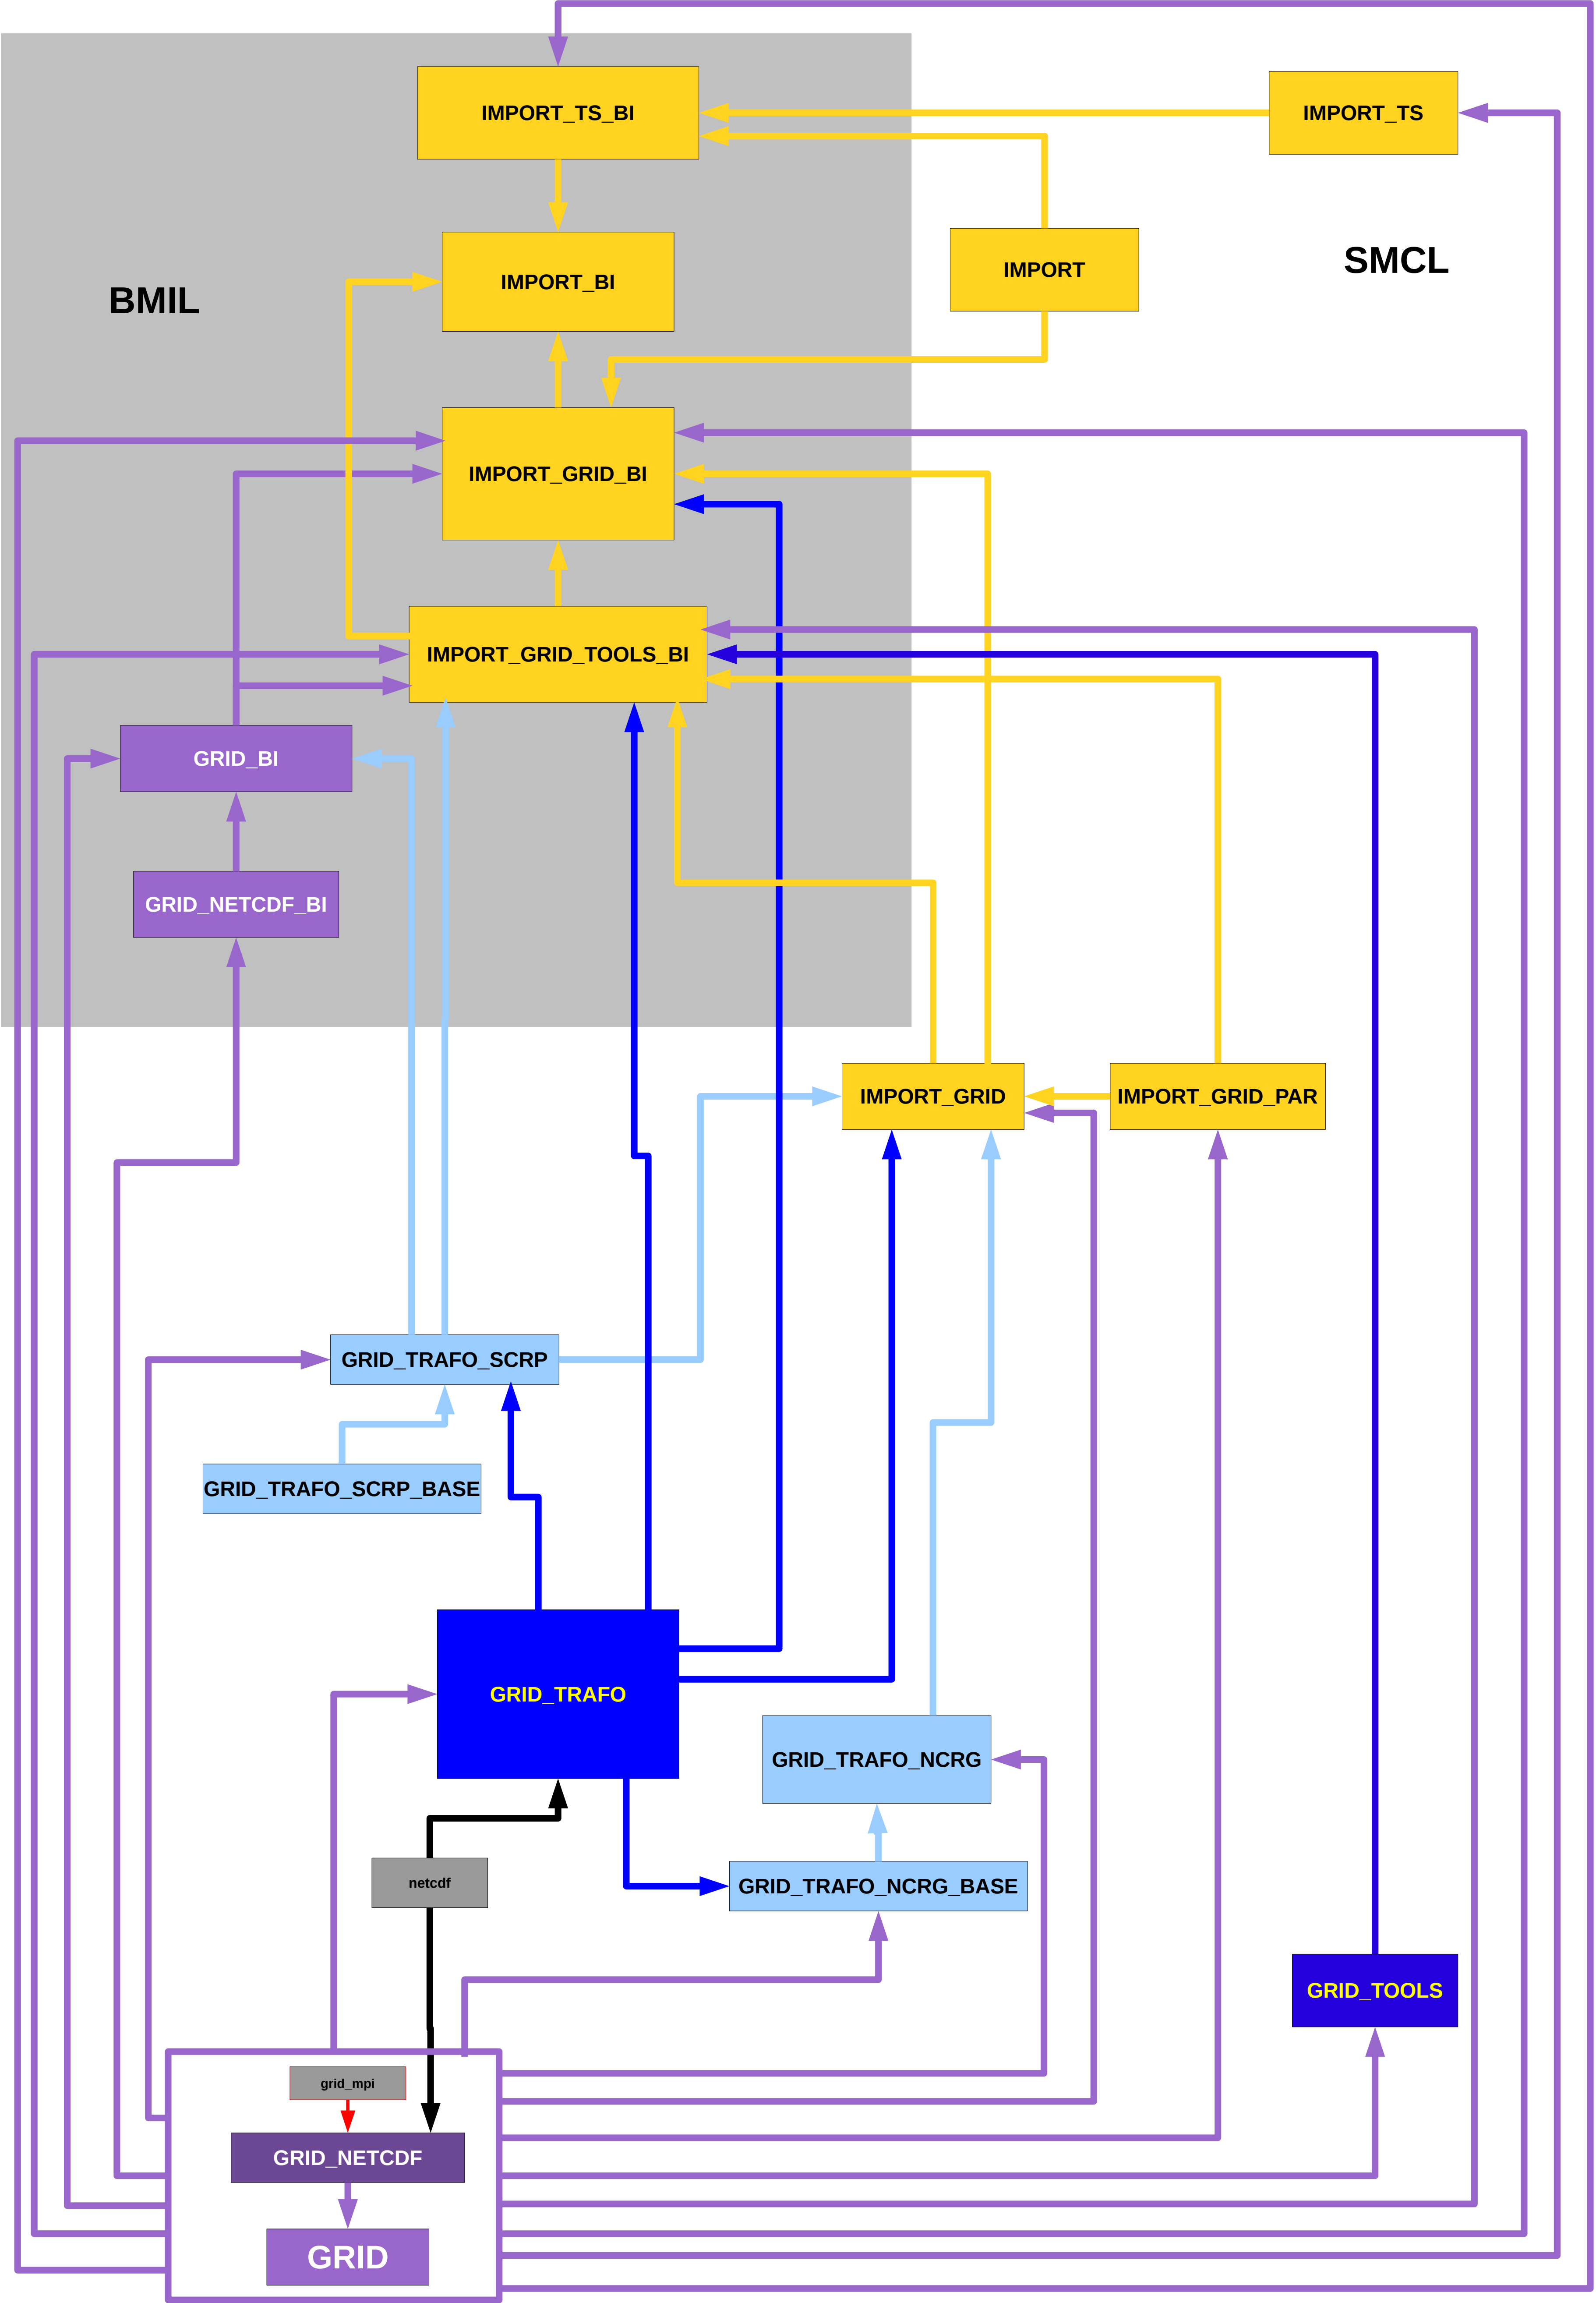 IMPORT_TS_BI
IMPORT_TS
IMPORT
SMCL
BMIL
IMPORT_BI
IMPORT_GRID_BI
IMPORT_GRID_TOOLS_BI
GRID_BI
GRID_NETCDF_BI
IMPORT_GRID
IMPORT_GRID_PAR
GRID_TRAFO_SCRP
GRID_TRAFO_SCRP_BASE
GRID_TRAFO
GRID_TRAFO_NCRG
netcdf
GRID_TRAFO_NCRG_BASE
GRID_TOOLS
grid_mpi
GRID_NETCDF
GRID